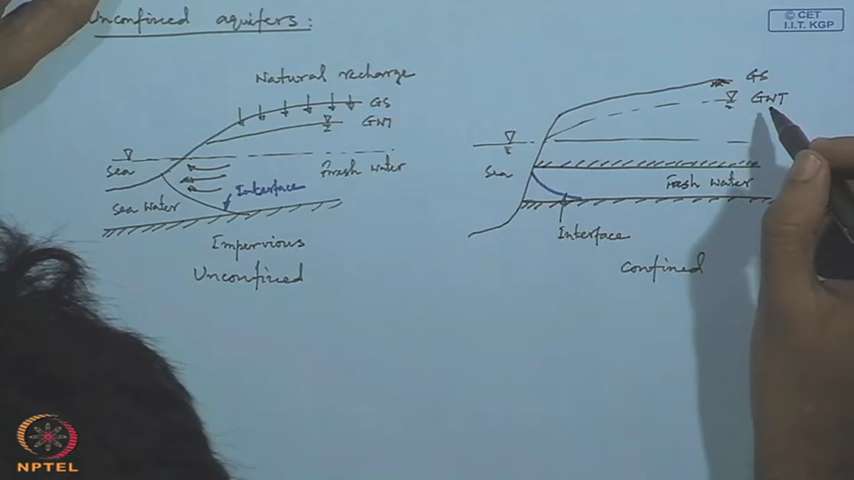 Unconfined aquifers:
© CET
I.I.T. KGP
Natural recharge
GS
GWT
sea
Fresh water
Interface
sea water
Impervious
Unconfined
GS
GWT
sea
Fresh water
Interface
Confined
NPTEL